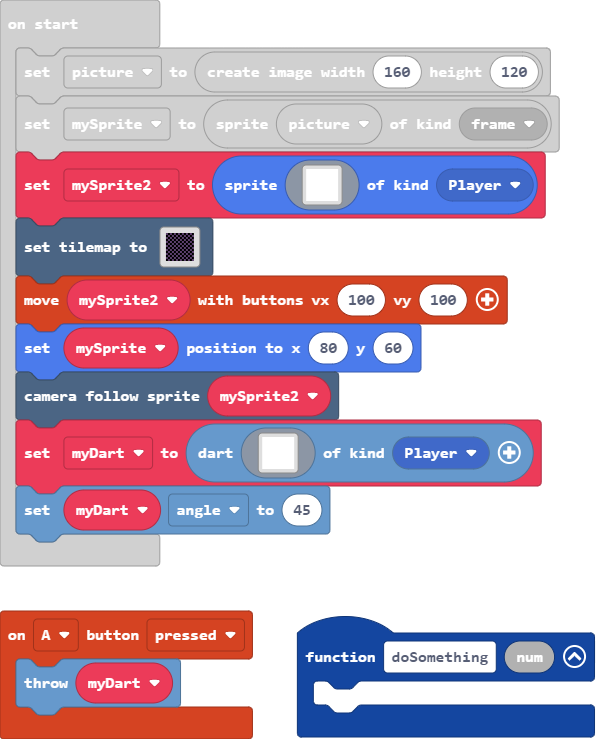 on start
set picture to create image width 160 height 120
set mySprite to sprite picture of kind frame
set mySprite2 to sprite of kind Player
set tilemap to
move mySprite2 with buttons vx 100 vy 100
set mySprite position to x 80 y 60
camera follow sprite mySprite2
set myDart to dart of kind Player
set myDart angle to 45
on A button pressed
throw myDart
function doSomething num